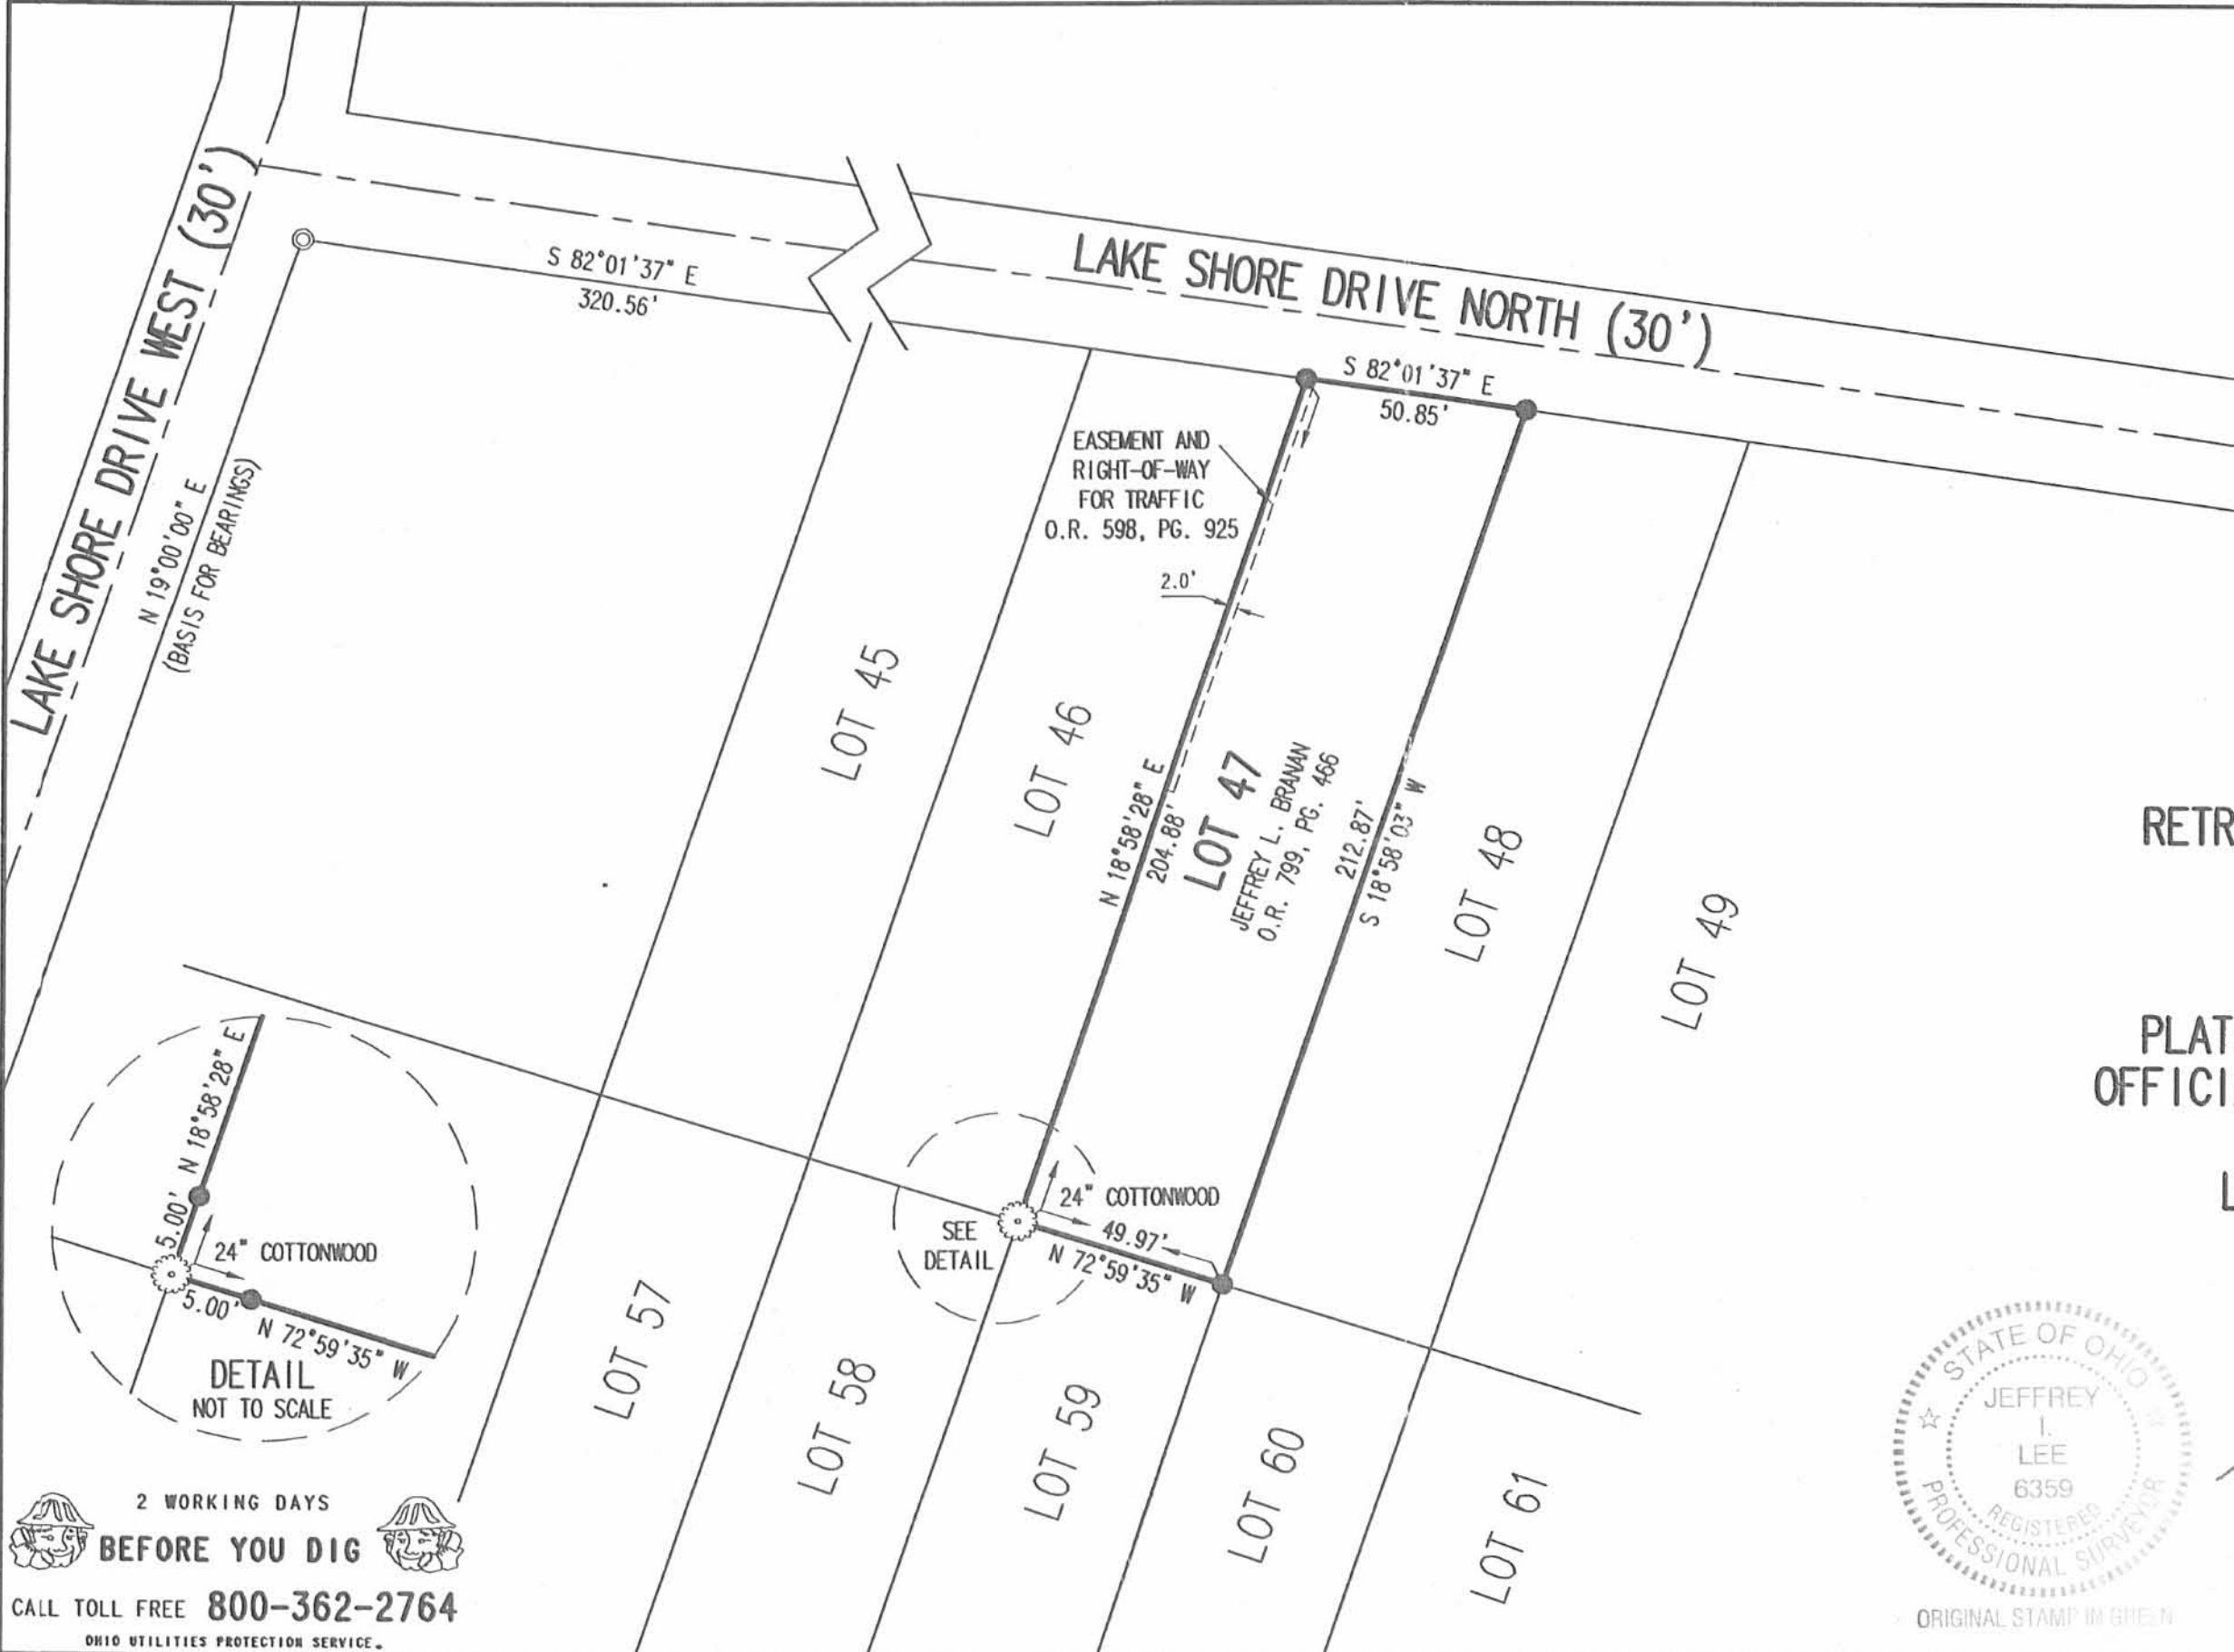 LAKE SHORE DRIVE WEST (30')
N 19°00'00" E
(BASIS FOR BEARINGS)
S 82°01'37" E
320.56'
LAKE SHORE DRIVE NORTH (30')
S 82°01'37" E
50.85'
EASEMENT AND
RIGHT-OF-WAY
FOR TRAFFIC
O.R. 598, PG. 925
2.0'
LOT 45
LOT 46
N 18°58'28" E
204.88'
LOT 47
JEFFREY L. BRANAN
O.R. 799, PG. 466
212.87'
S 18°58'03" W
LOT 48
LOT 49
RETR
PLAT
OFFICI
L
24" COTTONWOOD
49.97'
N 72°59'35" W
SEE
DETAIL
N 18°58'28" E
5.00'
24" COTTONWOOD
5.00'
N 72°59'35" W
DETAIL
NOT TO SCALE
LOT 57
LOT 58
LOT 59
LOT 60
LOT 61
2 WORKING DAYS
BEFORE YOU DIG
CALL TOLL FREE 800-362-2764
OHIO UTILITIES PROTECTION SERVICE.
STATE OF OHIO
JEFFREY
I.
LEE
6359
REGISTERED
PROFESSIONAL SURVEYOR
ORIGINAL STAMP IN GREEN